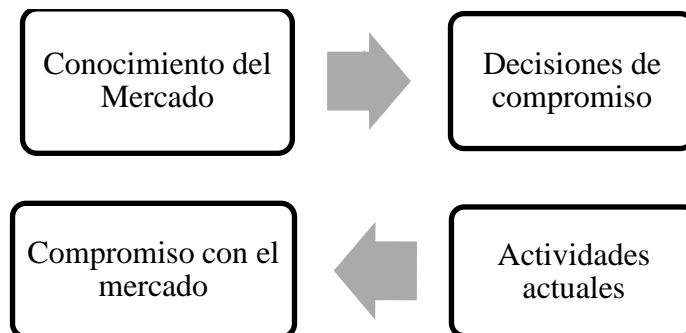 Conocimiento del
Mercado
Decisiones de
compromiso
Compromiso con el
mercado
Actividades
actuales